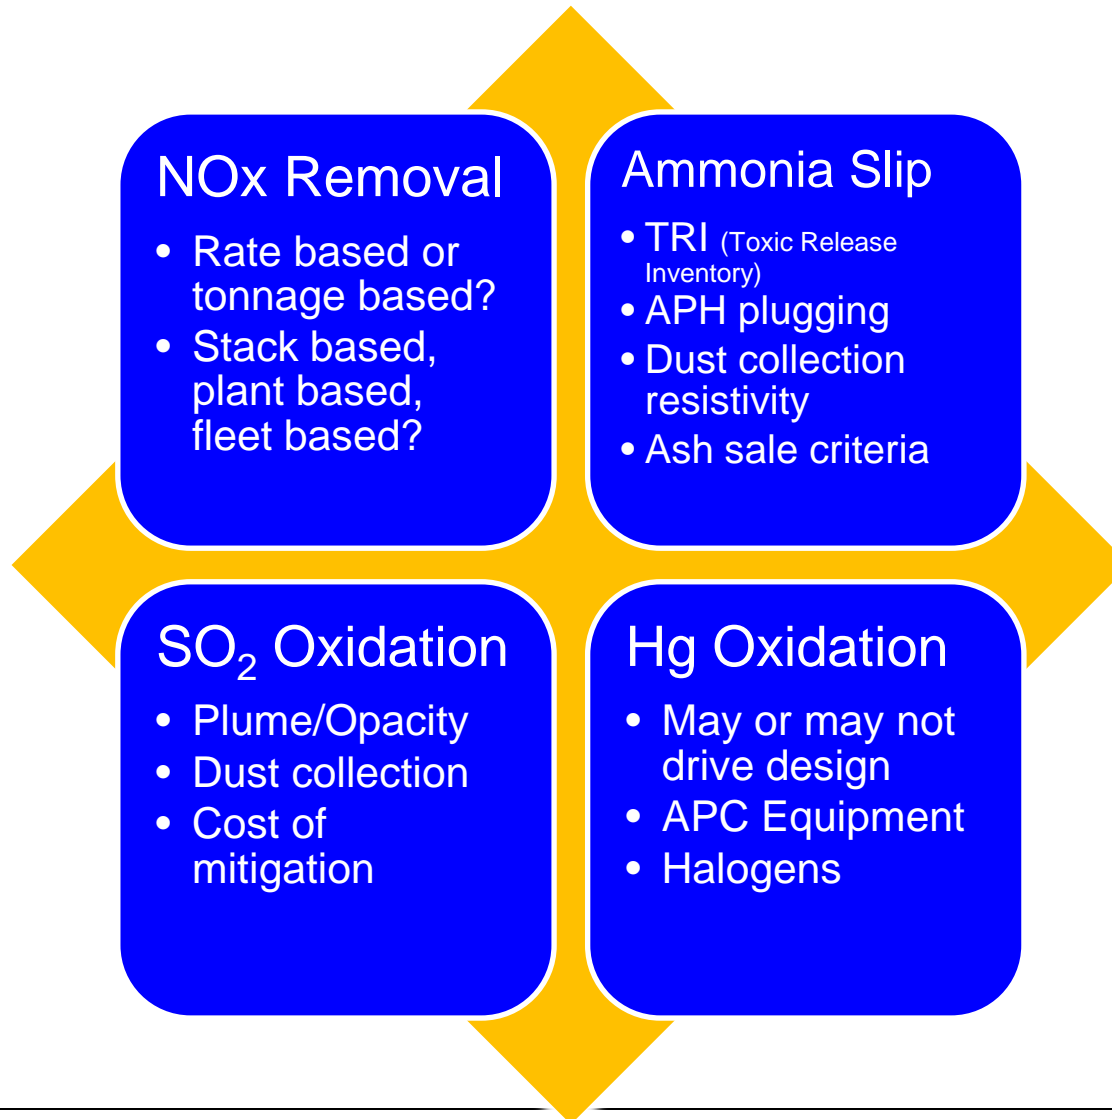 NOx Removal
• Rate based or
tonnage based?
• Stack based,
plant based,
fleet based?
Ammonia Slip
• TRI (Toxic Release
Inventory)
• APH plugging
• Dust collection
resistivity
• Ash sale criteria
SO₂ Oxidation
• Plume/Opacity
• Dust collection
• Cost of
mitigation
Hg Oxidation
• May or may not
drive design
• APC Equipment
• Halogens